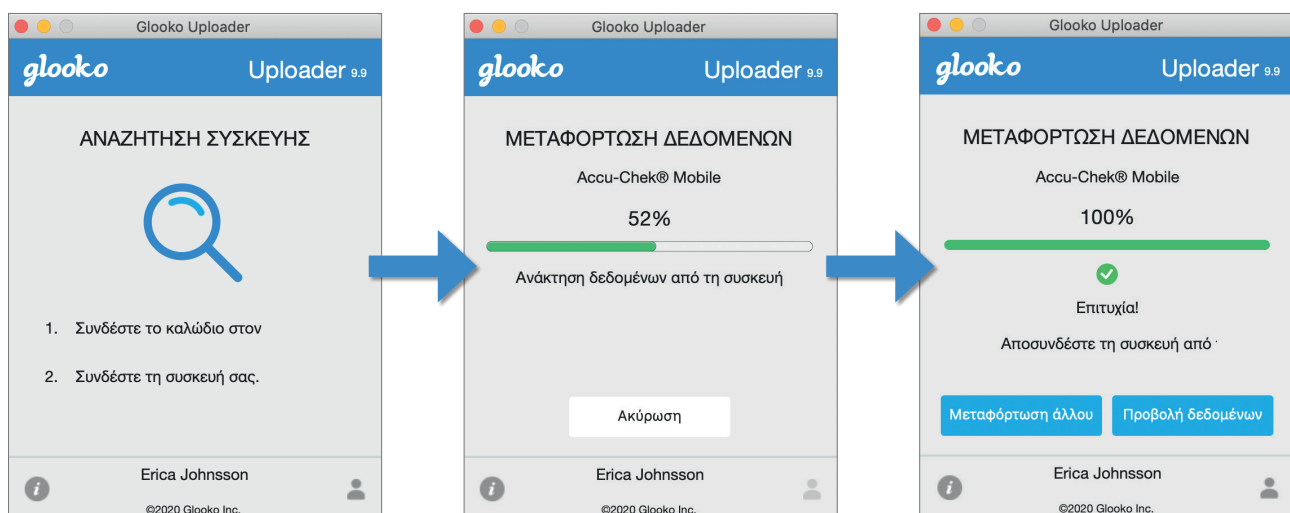 Glooko Uploader
glooko Uploader 9.9
ΑΝΑΖΗΤΗΣΗ ΣΥΣΚΕΥΗΣ
1. Συνδέστε το καλώδιο στον
2. Συνδέστε τη συσκευή σας.
Erica Johnsson
©2020 Glooko Inc.
Glooko Uploader
glooko Uploader 9.9
ΜΕΤΑΦΟΡΤΩΣΗ ΔΕΔΟΜΕΝΩΝ
Accu-Chek® Mobile
52%
Ανάκτηση δεδομένων από τη συσκευή
Ακύρωση
Erica Johnsson
©2020 Glooko Inc.
Glooko Uploader
glooko Uploader 9.9
ΜΕΤΑΦΟΡΤΩΣΗ ΔΕΔΟΜΕΝΩΝ
Accu-Chek® Mobile
100%
Επιτυχία!
Αποσυνδέστε τη συσκευή από
Μεταφόρτωση άλλου Προβολή δεδομένων
Erica Johnsson
©2020 Glooko Inc.